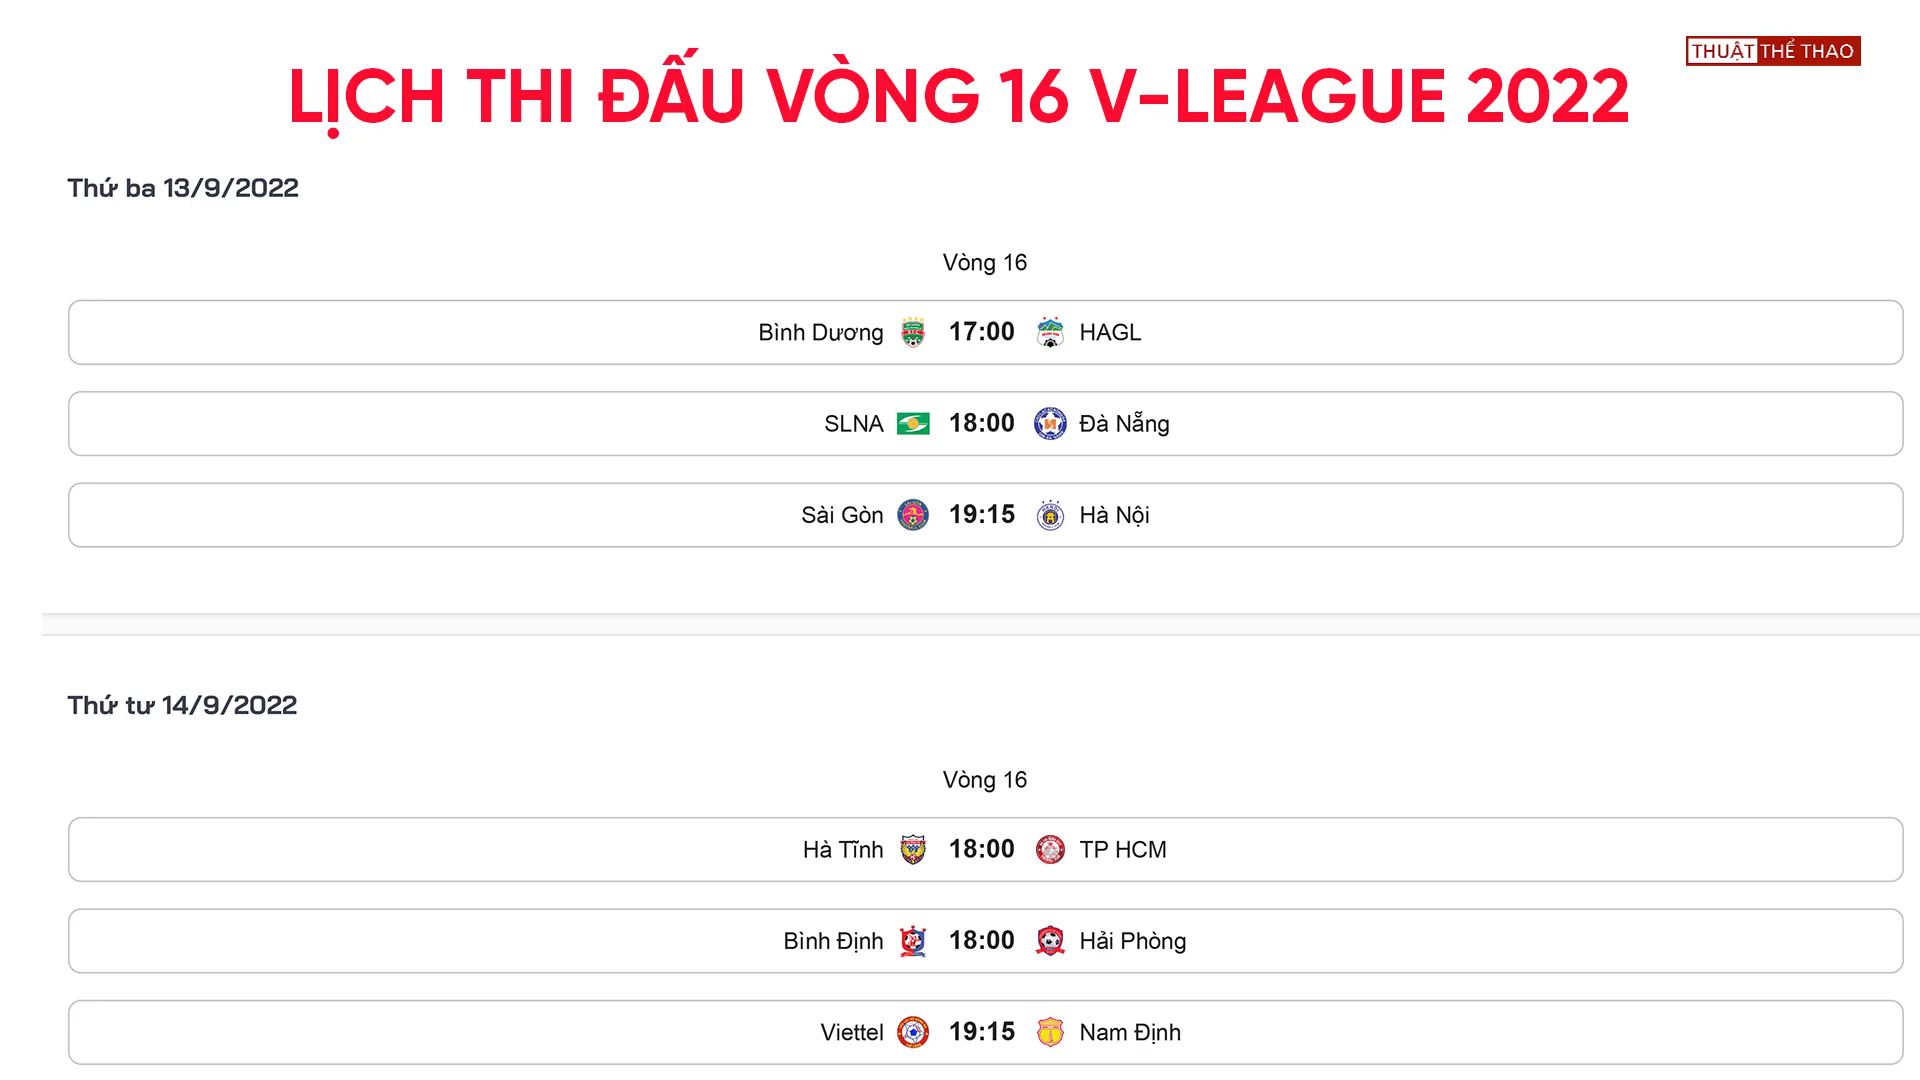 THUẬT THỂ THAO
LỊCH THI ĐẤU VÒNG 16 V-LEAGUE 2022
Thứ ba 13/9/2022
Vòng 16
Bình Dương 17:00 HAGL
SLNA 18:00 Đà Nẵng
Sài Gòn 19:15 Hà Nội
Thứ tư 14/9/2022
Vòng 16
Hà Tĩnh 18:00 TP HCM
Bình Định 18:00 Hải Phòng
Viettel 19:15 Nam Định